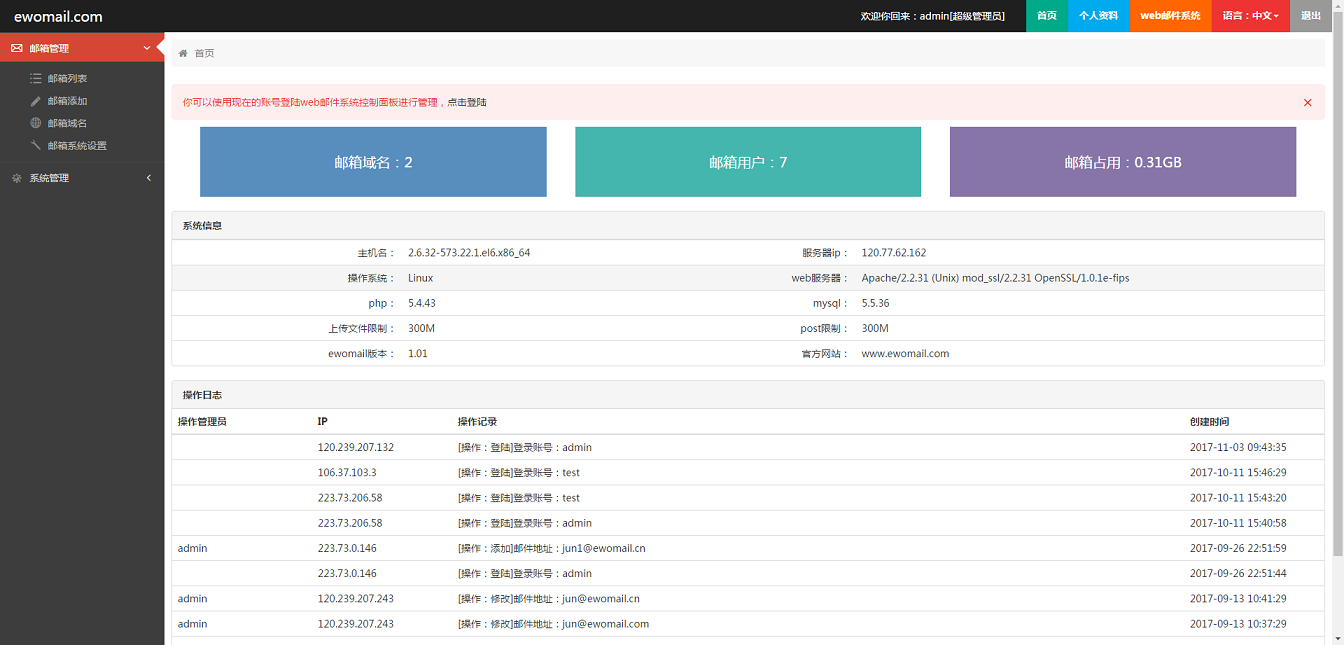 ewomail.com 欢迎你回来：admin[超级管理员] 首页 个人资料 web邮件系统 语言：中文 退出
邮箱管理
邮箱列表
邮箱添加
邮箱域名
邮箱系统设置
系统管理
首页
你可以使用现在的账号登陆web邮件系统控制面板进行管理，点击登陆
邮箱域名：2 邮箱用户：7 邮箱占用：0.31GB
系统信息
主机名： 2.6.32-573.22.1.el6.x86_64 服务器ip： 120.77.62.162
操作系统： Linux web服务器： Apache/2.2.31 (Unix) mod_ssl/2.2.31 OpenSSL/1.0.1e-fips
php： 5.4.43 mysql： 5.5.36
上传文件限制： 300M post限制： 300M
ewomail版本： 1.01 官方网站： www.ewomail.com
操作日志
操作管理员 IP 操作记录 创建时间
120.239.207.132 [操作：登陆]登录账号：admin 2017-11-03 09:43:35
106.37.103.3 [操作：登陆]登录账号：test 2017-10-11 15:46:29
223.73.206.58 [操作：登陆]登录账号：test 2017-10-11 15:43:20
223.73.206.58 [操作：登陆]登录账号：admin 2017-10-11 15:40:58
admin 223.73.0.146 [操作：添加]邮件地址：jun1@ewomail.cn 2017-09-26 22:51:59
223.73.0.146 [操作：登陆]登录账号：admin 2017-09-26 22:51:44
admin 120.239.207.243 [操作：修改]邮件地址：jun@ewomail.cn 2017-09-13 10:41:29
admin 120.239.207.243 [操作：修改]邮件地址：jun@ewomail.com 2017-09-13 10:37:29